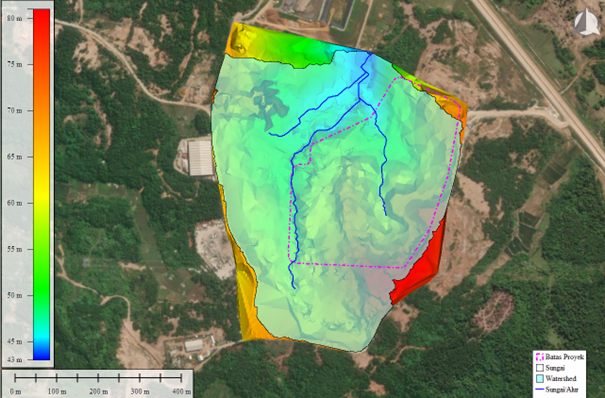 80 m
75 m
70 m
65 m
60 m
55 m
50 m
45 m
43 m
0 m
100 m
200 m
300 m
400 m
Batas Proyek
Sungai
Watershed
Sungai/Alur